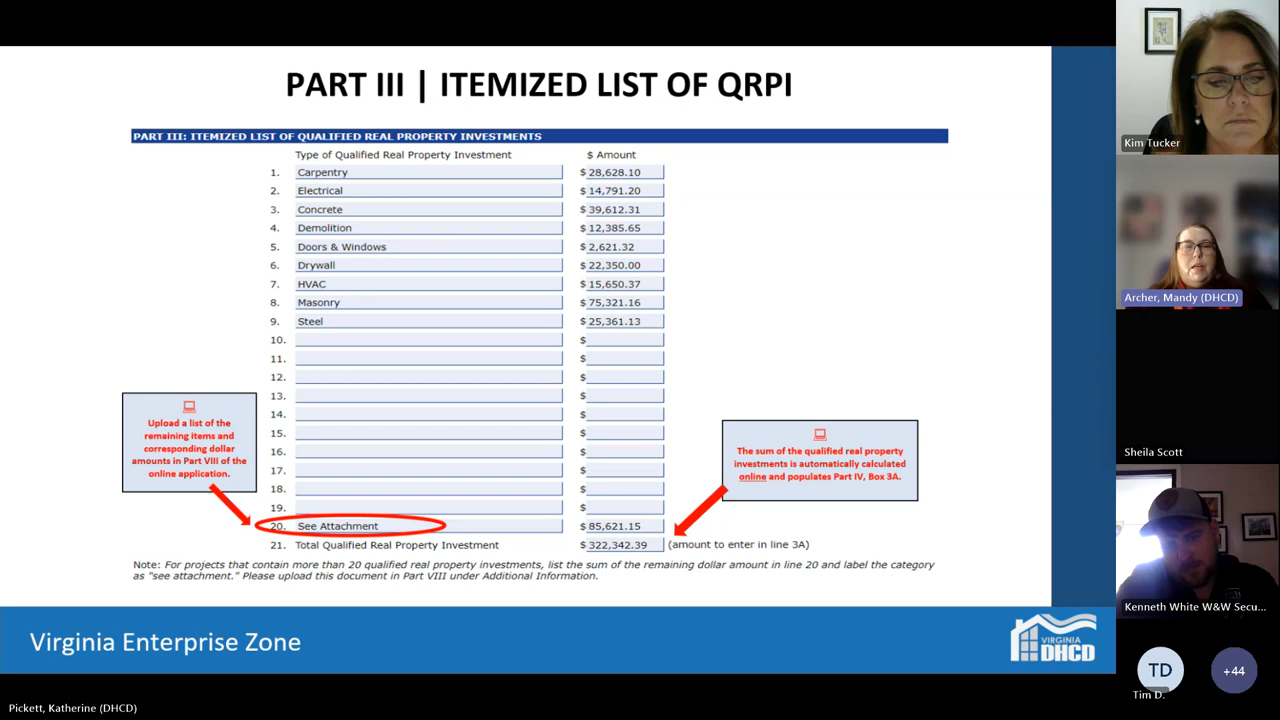 PART III | ITEMIZED LIST OF QRPI
PART III: ITEMIZED LIST OF QUALIFIED REAL PROPERTY INVESTMENTS
Type of Qualified Real Property Investment $ Amount
1. Carpentry $ 28,628.10
2. Electrical $ 14,791.20
3. Concrete $ 39,612.31
4. Demolition $ 12,385.65
5. Doors & Windows $ 2,621.32
6. Drywall $ 22,350.00
7. HVAC $ 15,650.37
8. Masonry $ 75,321.16
9. Steel $ 25,361.13
10. $
11. $
12. $
13. $
14. $
15. $
16. $
17. $
18. $
19. $
20. See Attachment $ 85,621.15
21. Total Qualified Real Property Investment $ 322,342.39 (amount to enter in line 3A)
Upload a list of the
remaining items and
corresponding dollar
amounts in Part VIII of the
online application.
The sum of the qualified real property
investments is automatically calculated
online and populates Part IV, Box 3A.
Note: For projects that contain more than 20 qualified real property investments, list the sum of the remaining dollar amount in line 20 and label the category
as "see attachment." Please upload this document in Part VIII under Additional Information.
Virginia Enterprise Zone
VIRGINIA
DHCD
Pickett, Katherine (DHCD)
Kim Tucker
Archer, Mandy (DHCD)
Sheila Scott
Kenneth White W&W Secu...
TD
Tim D.
+44